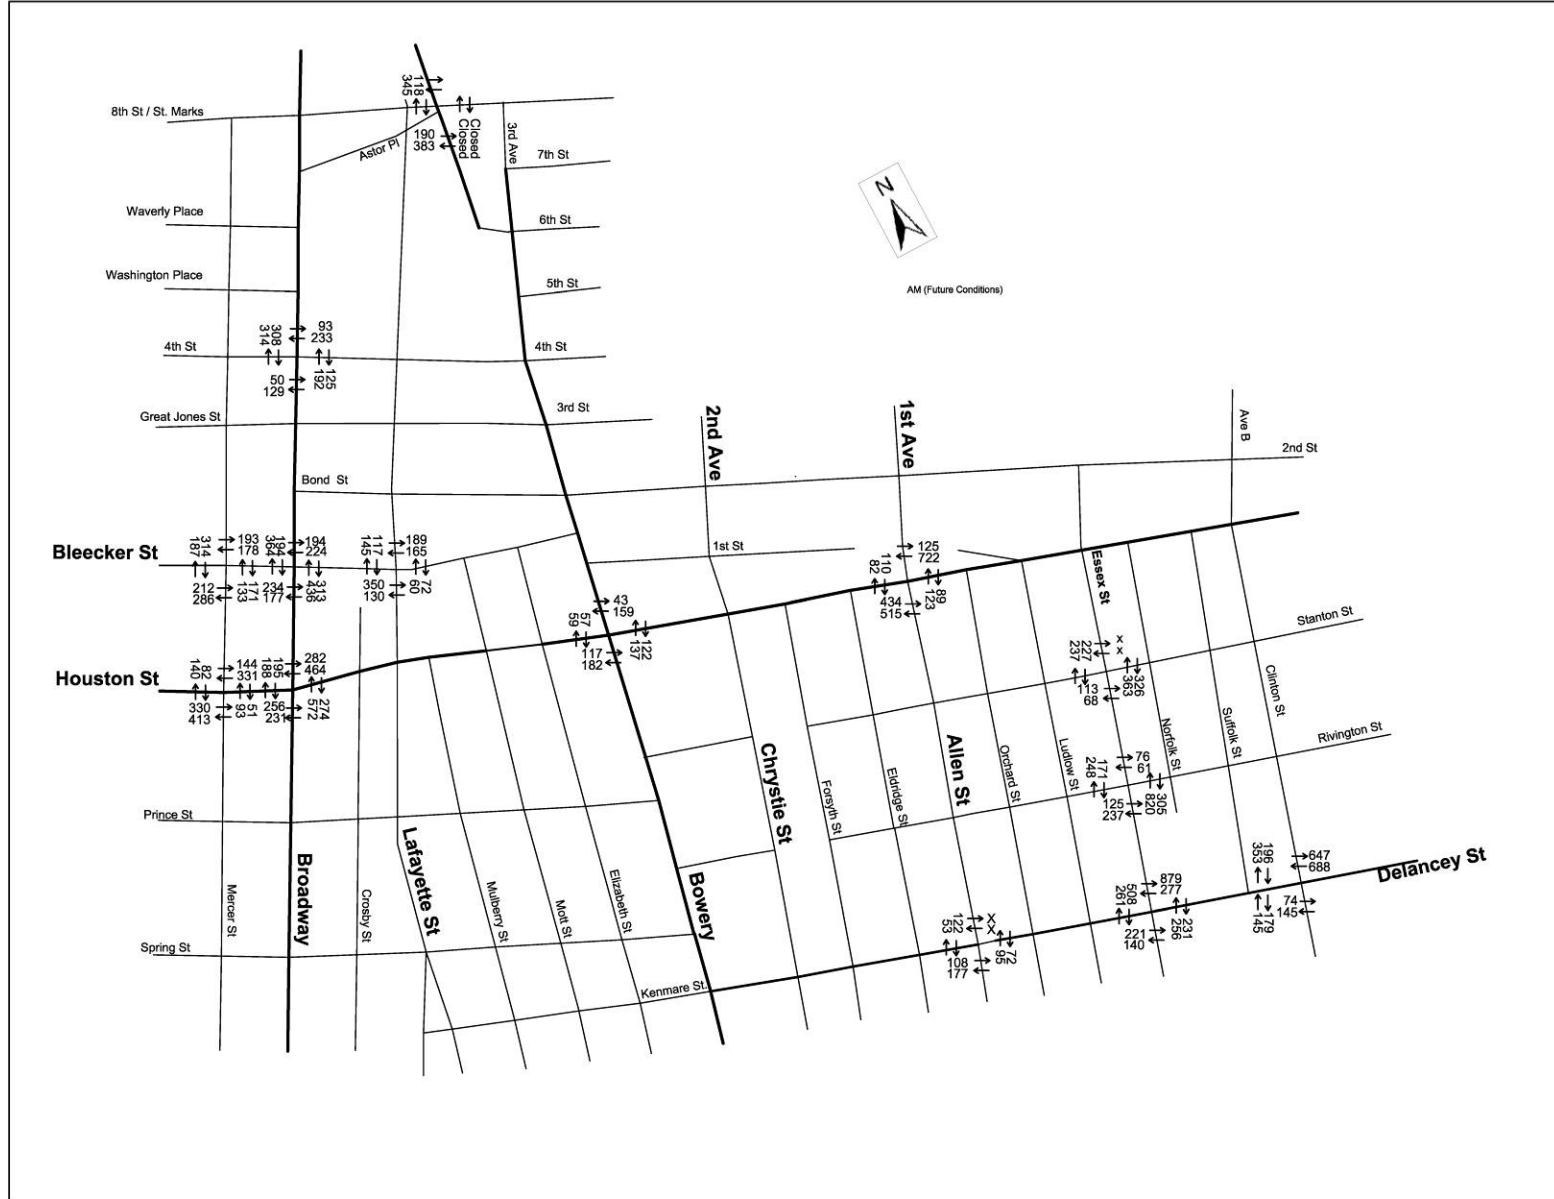 345
118
8th St / St. Marks
Closed
Closed
190
383
Astor Pl
3rd Ave
7th St
N
Waverly Place
6th St
Washington Place
5th St
AM (Future Conditions)
314
308
93
233
4th St
4th St
50
129
192
125
Great Jones St
3rd St
2nd Ave
1st Ave
Ave B
2nd St
Bond St
Bleecker St
187
314
193
178
364
194
224
145
117
189
165
1st St
125
722
212
286
133
171
234
177
436
313
350
130
60
72
82
110
434
515
123
89
Essex St
43
159
59
57
117
182
137
122
Stanton St
237
227
x
x
113
68
363
326
Houston St
140
82
144
331
188
195
282
464
330
413
93
51
256
231
572
274
Clinton St
Suffolk St
Norfolk St
Rivington St
Chrystie St
Allen St
Orchard St
Ludlow St
Forsyth St
Eldridge St
248
171
76
61
125
237
820
305
Prince St
Lafayette St
Broadway
Bowery
Mercer St
Crosby St
Mulberry St
Mott St
Elizabeth St
353
196
647
688
Delancey St
74
145
145
179
261
508
879
277
221
140
256
231
53
122
X
X
108
177
95
72
Spring St
Kenmare St.